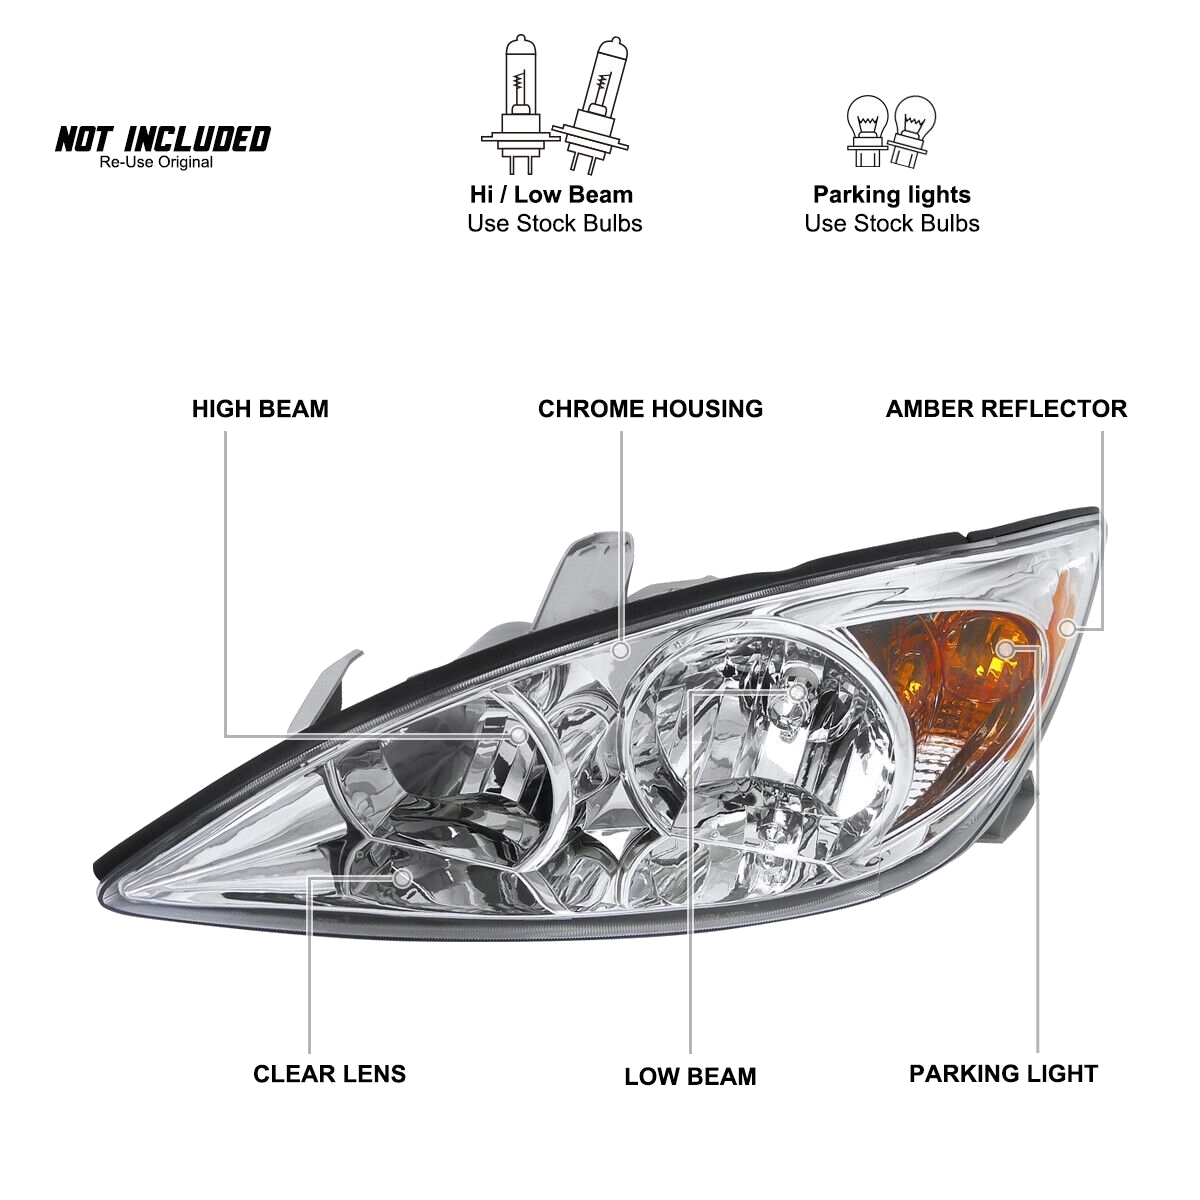 NOT INCLUDED
Re-Use Original
Hi / Low Beam
Use Stock Bulbs
Parking lights
Use Stock Bulbs
HIGH BEAM
CHROME HOUSING
AMBER REFLECTOR
CLEAR LENS
LOW BEAM
PARKING LIGHT